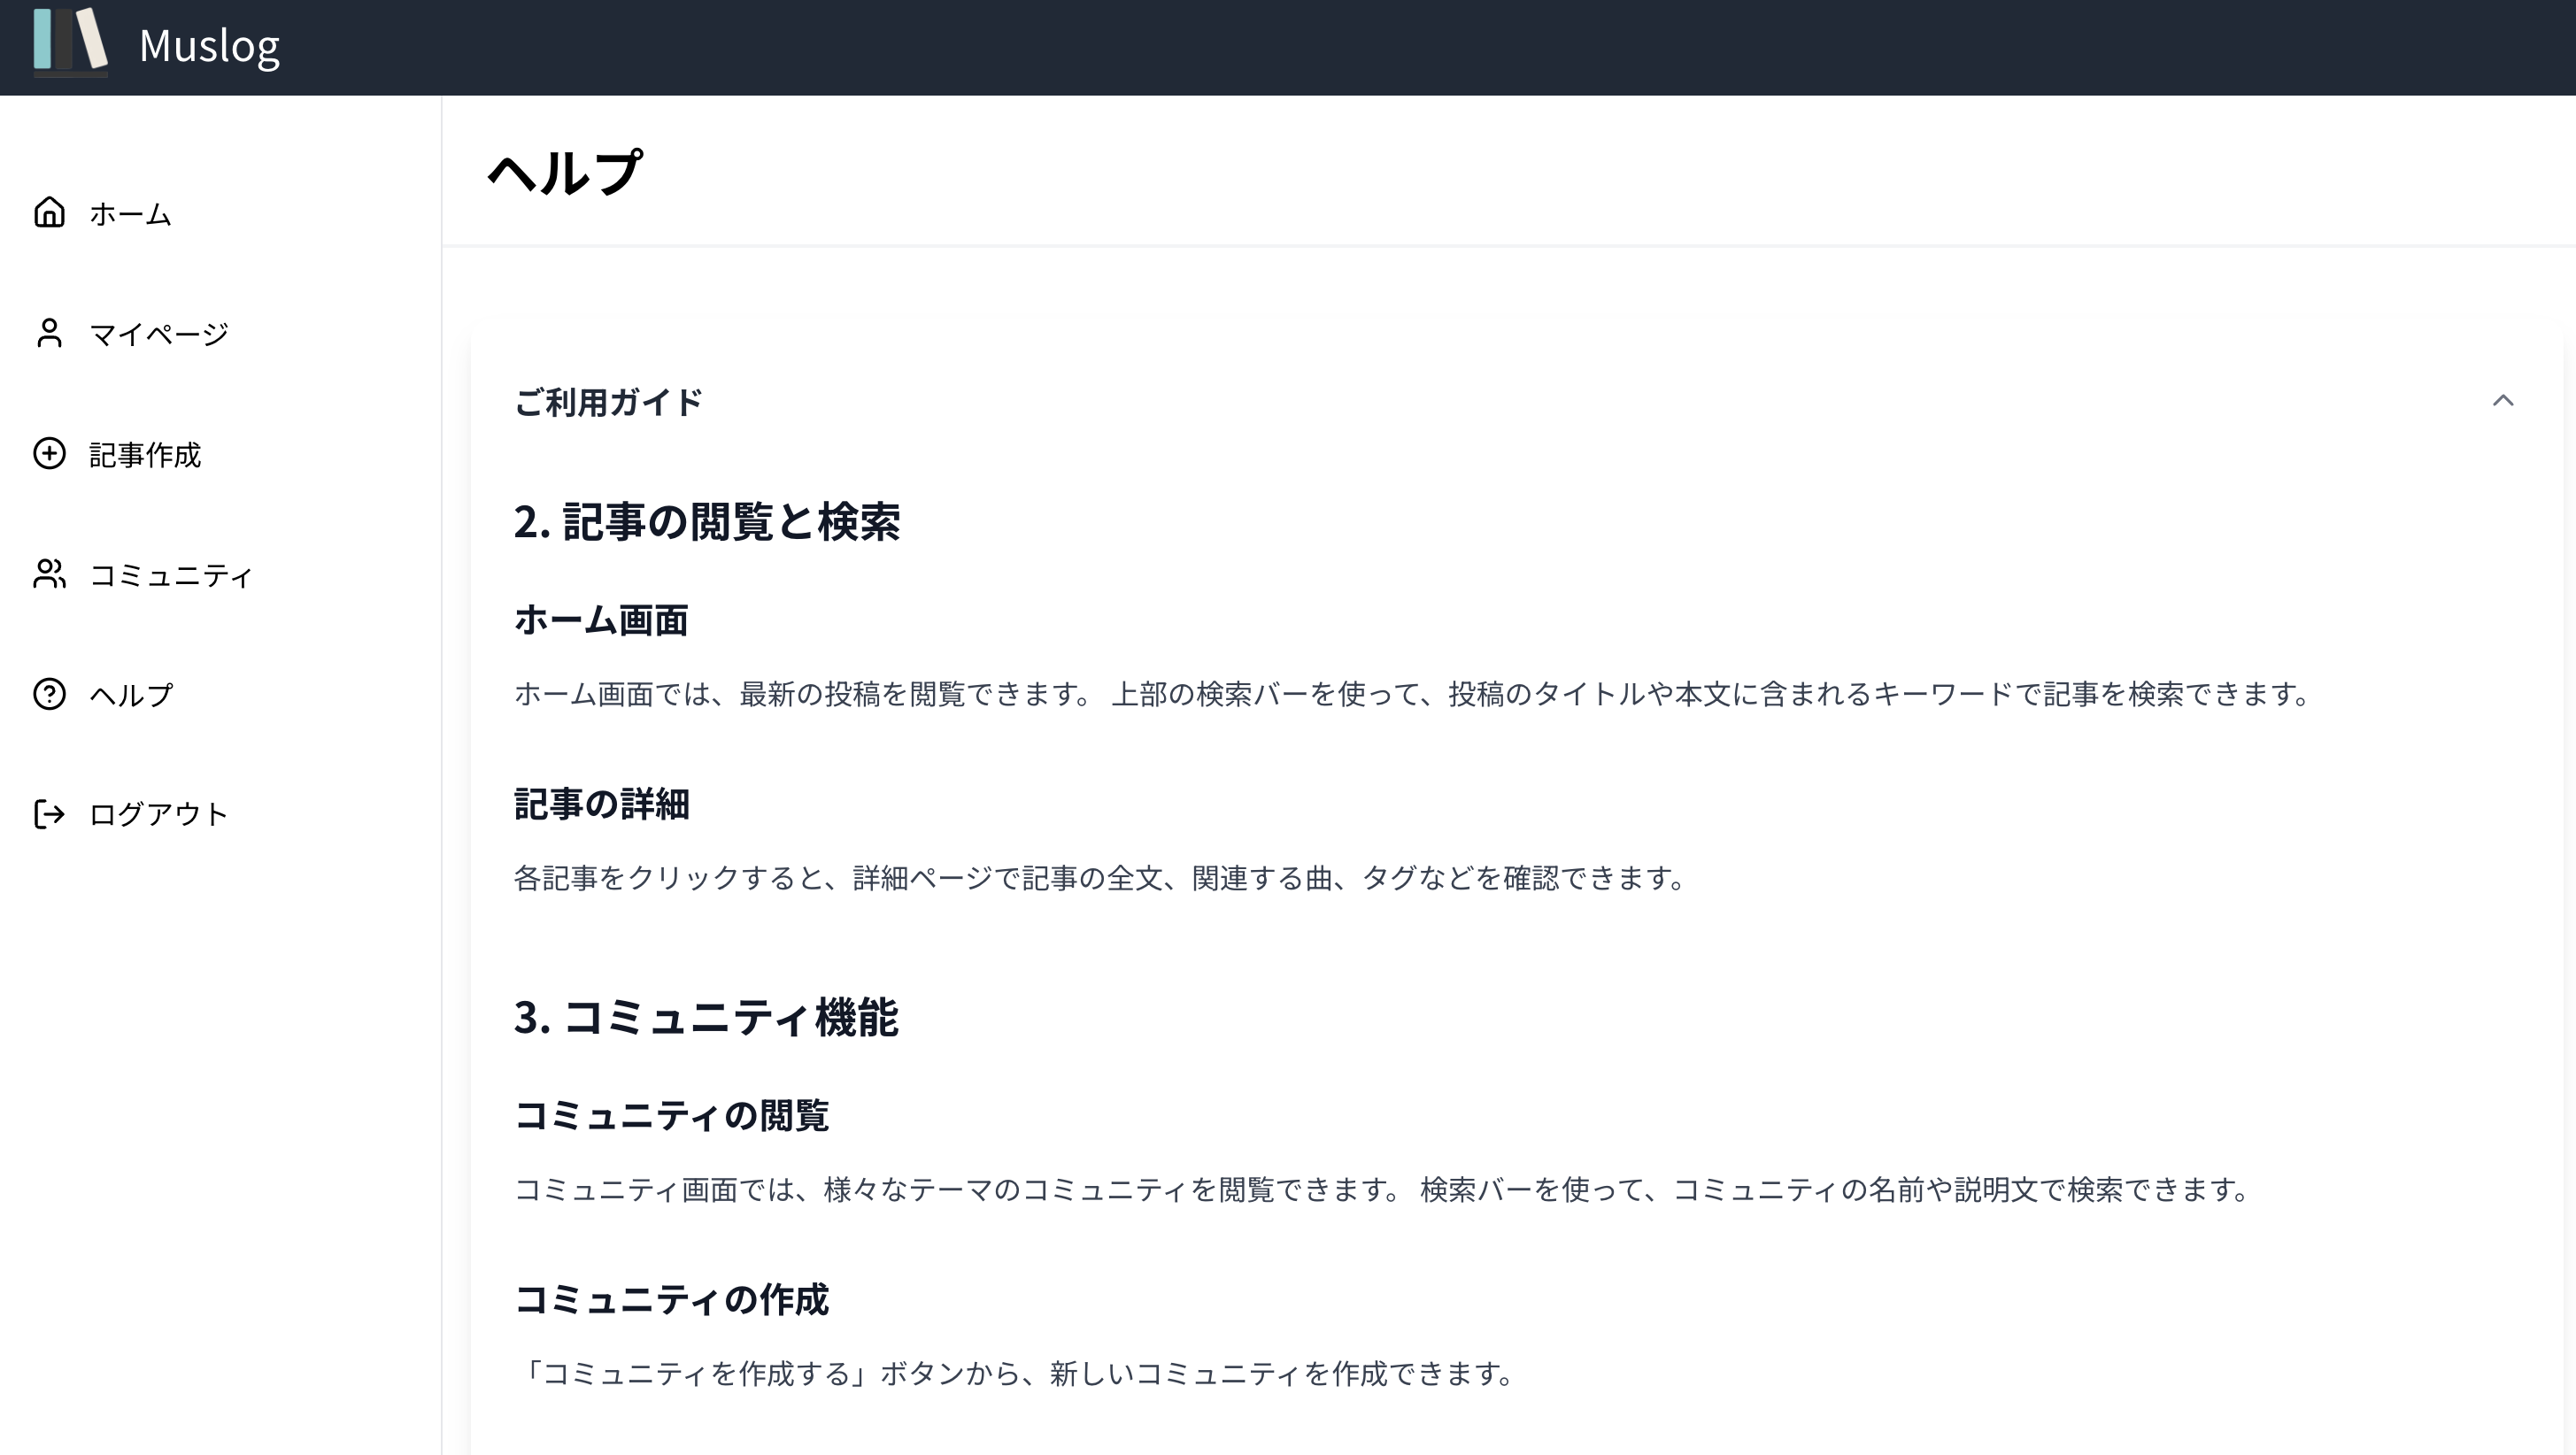 Muslog
ホーム
マイページ
記事作成
コミュニティ
ヘルプ
ログアウト
ヘルプ
ご利用ガイド
2. 記事の閲覧と検索
ホーム画面
ホーム画面では、最新の投稿を閲覧できます。 上部の検索バーを使って、投稿のタイトルや本文に含まれるキーワードで記事を検索できます。
記事の詳細
各記事をクリックすると、詳細ページで記事の全文、関連する曲、タグなどを確認できます。
3. コミュニティ機能
コミュニティの閲覧
コミュニティ画面では、様々なテーマのコミュニティを閲覧できます。 検索バーを使って、コミュニティの名前や説明文で検索できます。
コミュニティの作成
「コミュニティを作成する」ボタンから、新しいコミュニティを作成できます。